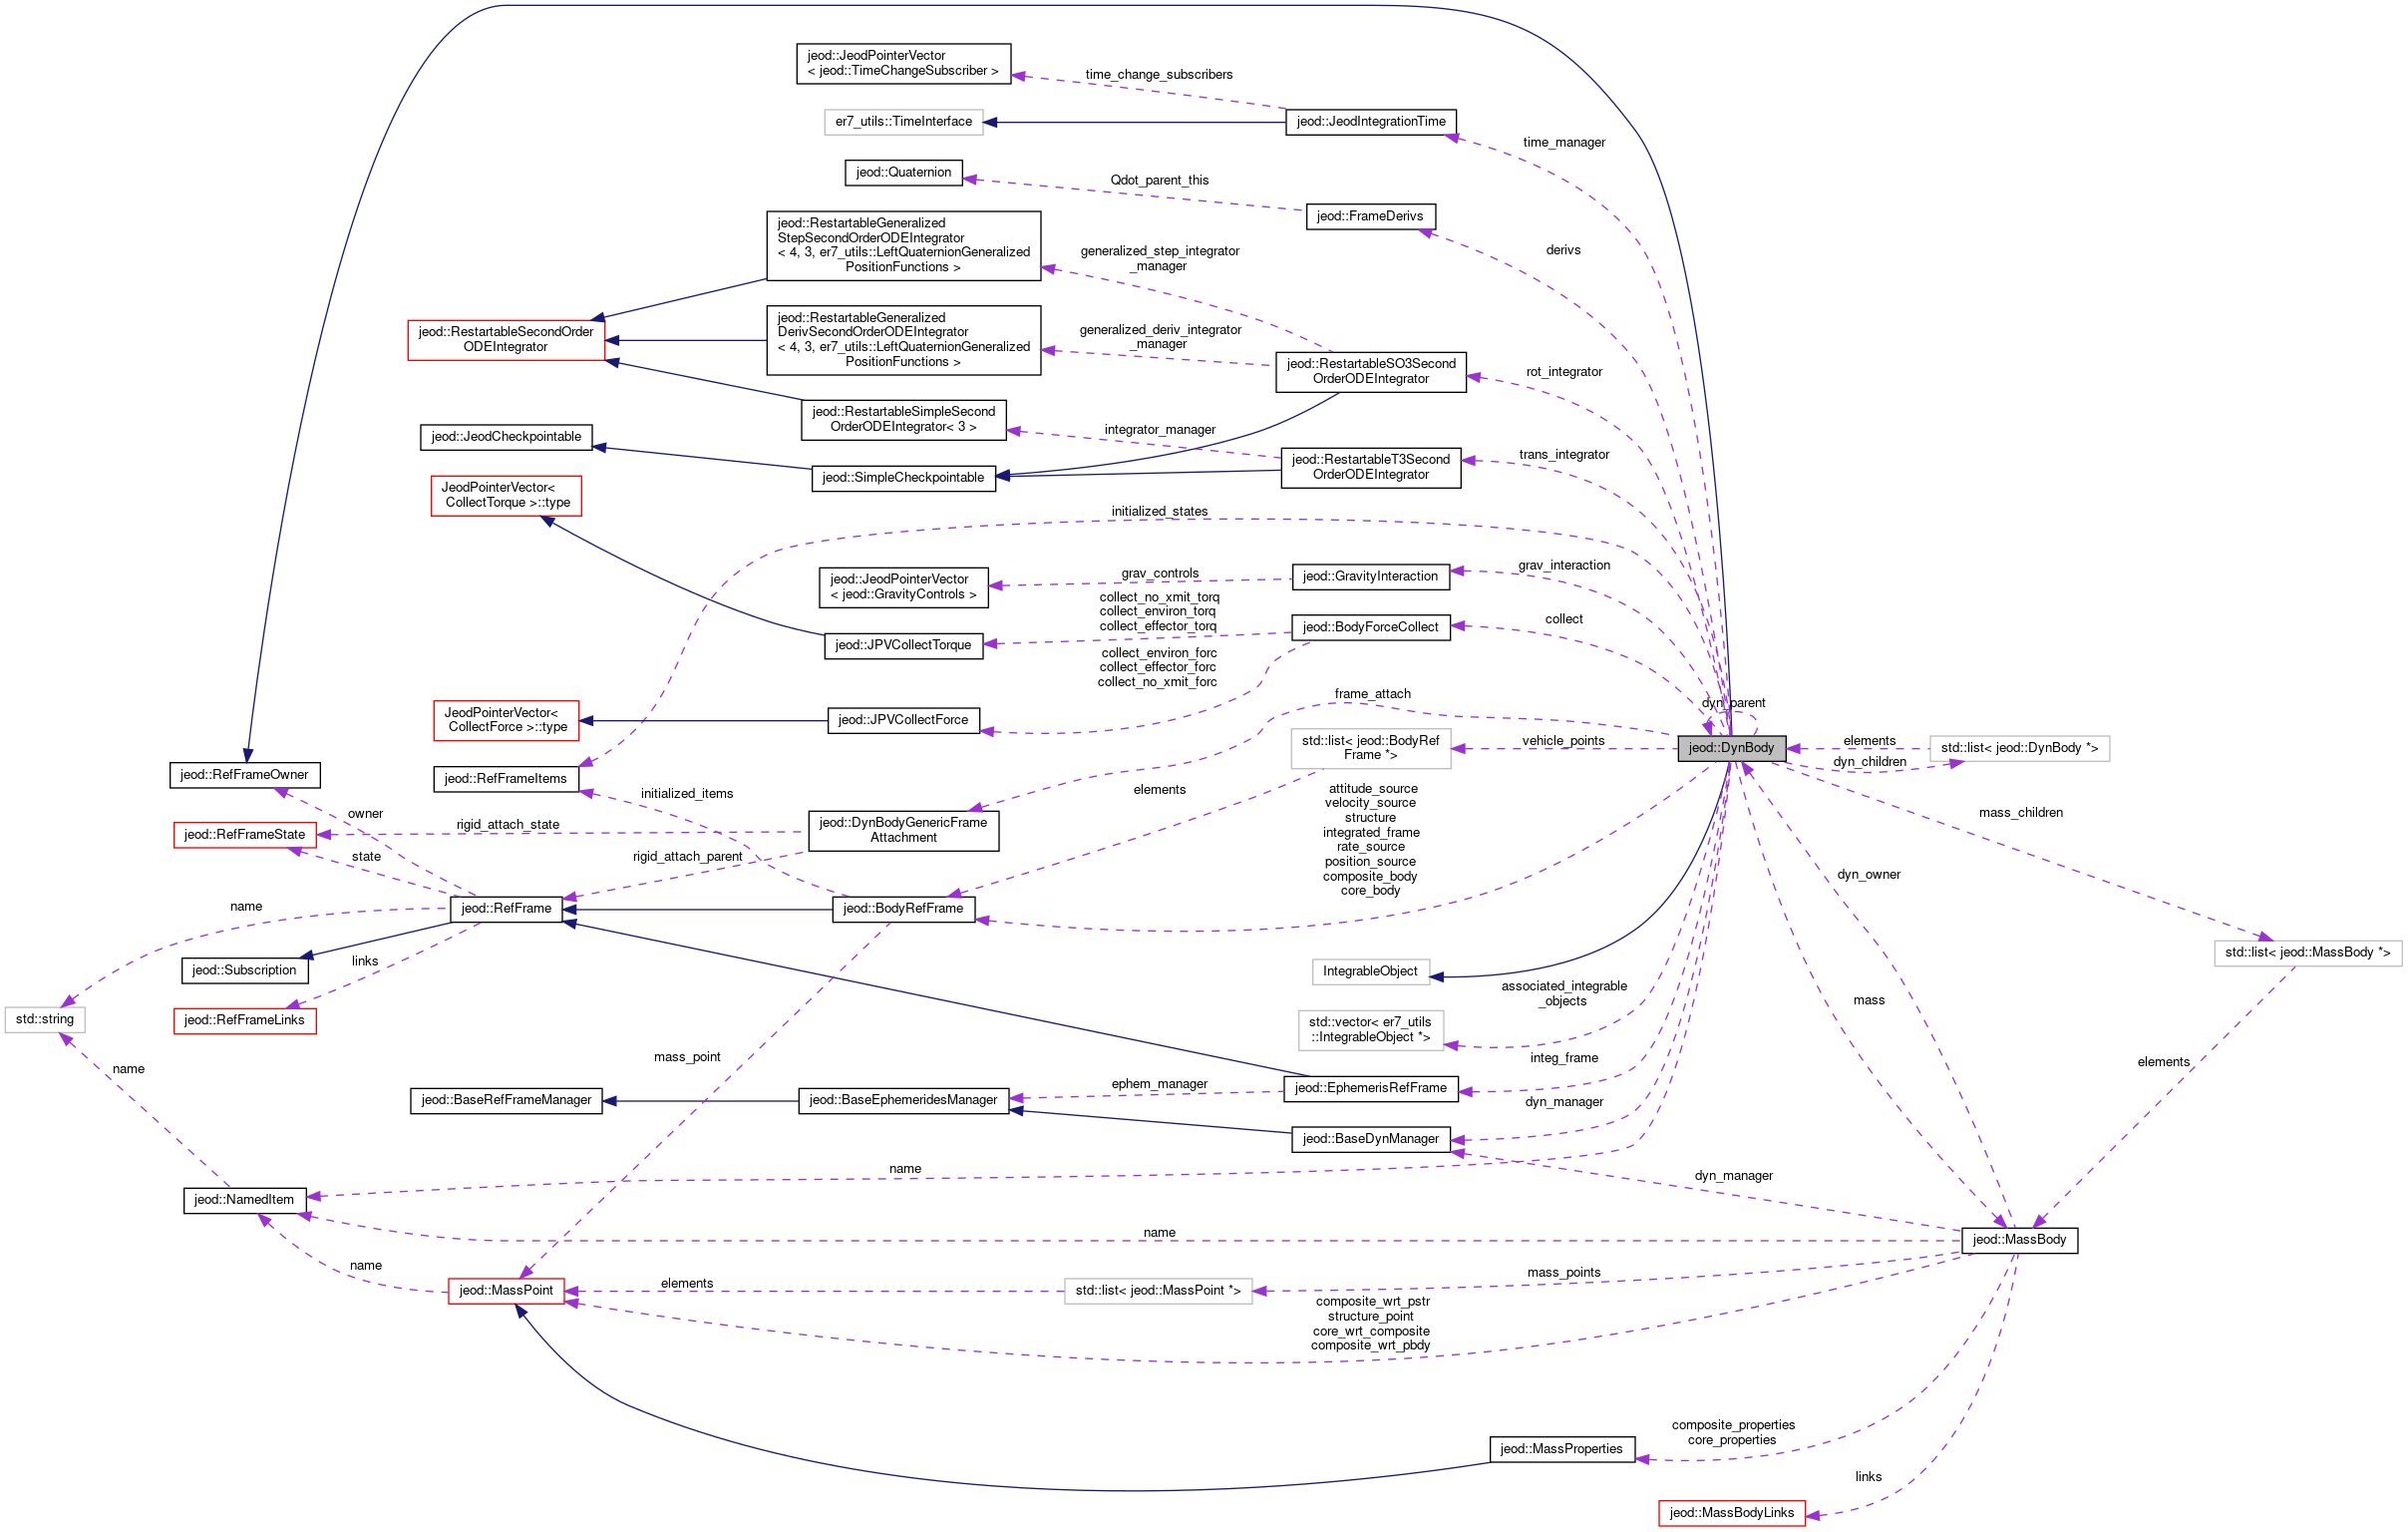 jeod::JeodPointerVector
< jeod::TimeChangeSubscriber >
time_change_subscribers
er7_utils::TimeInterface
jeod::JeodIntegrationTime
time_manager
jeod::Quaternion
Qdot_parent_this
jeod::FrameDerivs
derivs
jeod::RestartableGeneralized
StepSecondOrderODEIntegrator
< 4, 3, er7_utils::LeftQuaternionGeneralized
PositionFunctions >
generalized_step_integrator
_manager
jeod::RestartableSecondOrder
ODEIntegrator
jeod::RestartableGeneralized
DerivSecondOrderODEIntegrator
< 4, 3, er7_utils::LeftQuaternionGeneralized
PositionFunctions >
generalized_deriv_integrator
_manager
jeod::RestartableSO3Second
OrderODEIntegrator
rot_integrator
jeod::RestartableSimpleSecond
OrderODEIntegrator< 3 >
integrator_manager
jeod::JeodCheckpointable
jeod::SimpleCheckpointable
jeod::RestartableT3Second
OrderODEIntegrator
trans_integrator
JeodPointerVector<
CollectTorque >::type
initialized_states
jeod::JeodPointerVector
< jeod::GravityControls >
grav_controls
jeod::GravityInteraction
grav_interaction
collect_no_xmit_torq
collect_environ_torq
collect_effector_torq
jeod::BodyForceCollect
collect
jeod::JPVCollectTorque
collect_environ_forc
collect_effector_forc
collect_no_xmit_forc
JeodPointerVector<
CollectForce >::type
jeod::JPVCollectForce
frame_attach
dyn_parent
std::list< jeod::BodyRef
Frame *>
vehicle_points
jeod::DynBody
elements
std::list< jeod::DynBody *>
dyn_children
jeod::RefFrameOwner
jeod::RefFrameItems
initialized_items
elements
attitude_source
velocity_source
structure
integrated_frame
rate_source
position_source
composite_body
core_body
mass_children
owner
jeod::RefFrameState
rigid_attach_state
jeod::DynBodyGenericFrame
Attachment
state
rigid_attach_parent
dyn_owner
name
jeod::RefFrame
jeod::BodyRefFrame
links
jeod::Subscription
IntegrableObject
std::list< jeod::MassBody *>
associated_integrable
_objects
mass
std::string
jeod::RefFrameLinks
std::vector< er7_utils
::IntegrableObject *>
mass_point
integ_frame
elements
name
ephem_manager
jeod::EphemerisRefFrame
jeod::BaseRefFrameManager
jeod::BaseEphemeridesManager
dyn_manager
jeod::BaseDynManager
name
dyn_manager
jeod::NamedItem
name
jeod::MassBody
name
jeod::MassPoint
elements
std::list< jeod::MassPoint *>
mass_points
composite_wrt_pstr
structure_point
core_wrt_composite
composite_wrt_pbdy
composite_properties
core_properties
jeod::MassProperties
links
jeod::MassBodyLinks